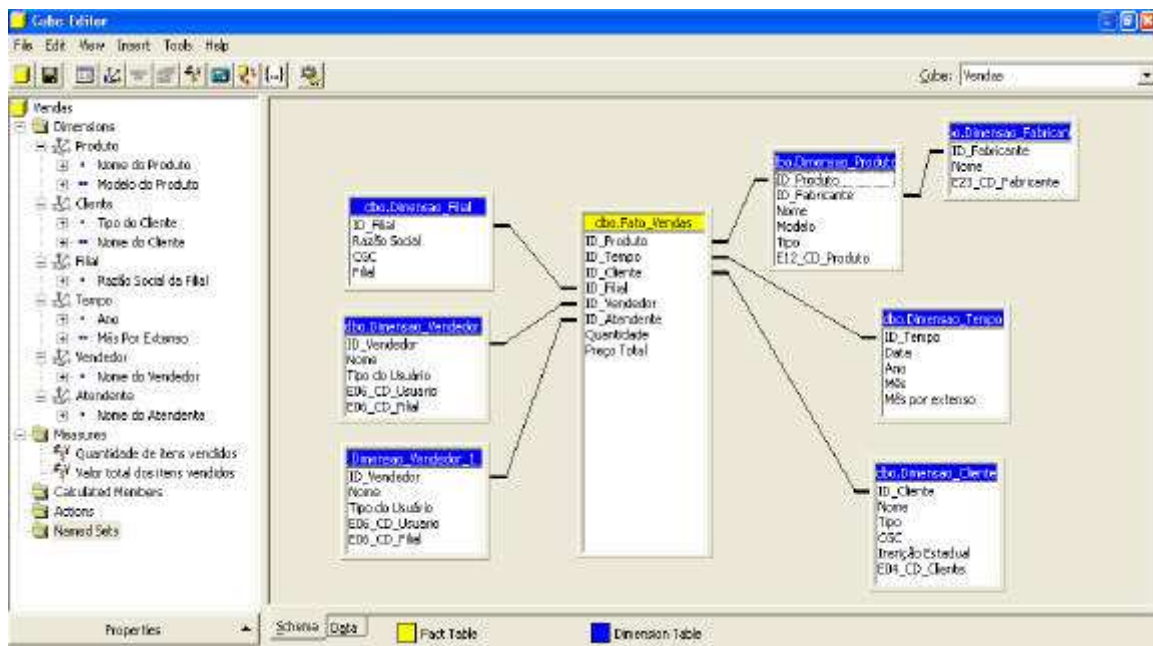 Cube Editor
File Edit View Insert Tools Help
Cube: Vendas
Vendas
Dimensions
Produto
Nome do Produto
Modelo do Produto
Cliente
Tipo do Cliente
Nome do Cliente
Filial
Razão Social da Filial
Tempo
Ano
Mês Por Extenso
Vendedor
Nome do Vendedor
Atendente
Nome do Atendente
Measures
Quantidade de itens vendidos
Valor total dos itens vendidos
Calculated Members
Actions
Named Sets
Properties
dbo.Dimensao_Filial
ID_Filial
Razão Social
CGC
Filial
dbo.Dimensao_Vendedor
ID_Vendedor
Nome
Tipo do Usuário
E06_CD_Usuario
E06_CD_Filial
.Dimensao_Vendedor_1
ID_Vendedor
Nome
Tipo do Usuário
E06_CD_Usuario
E06_CD_Filial
dbo.Fato_Vendas
ID_Produto
ID_Tempo
ID_Cliente
ID_Filial
ID_Vendedor
ID_Atendente
Quantidade
Preço Total
bo.Dimensao_Produto
ID_Produto
ID_Fabricante
Nome
Modelo
Tipo
E12_CD_Produto
o.Dimensao_Fabrican
ID_Fabricante
Nome
E23_CD_Fabricante
dbo.Dimensao_Tempo
ID_Tempo
Data
Ano
Mês
Mês por extenso
dbo.Dimensao_Cliente
ID_Cliente
Nome
Tipo
CGC
Estadual
E04_CD_Cliente
Schema Data
Fact Table
Dimension Table